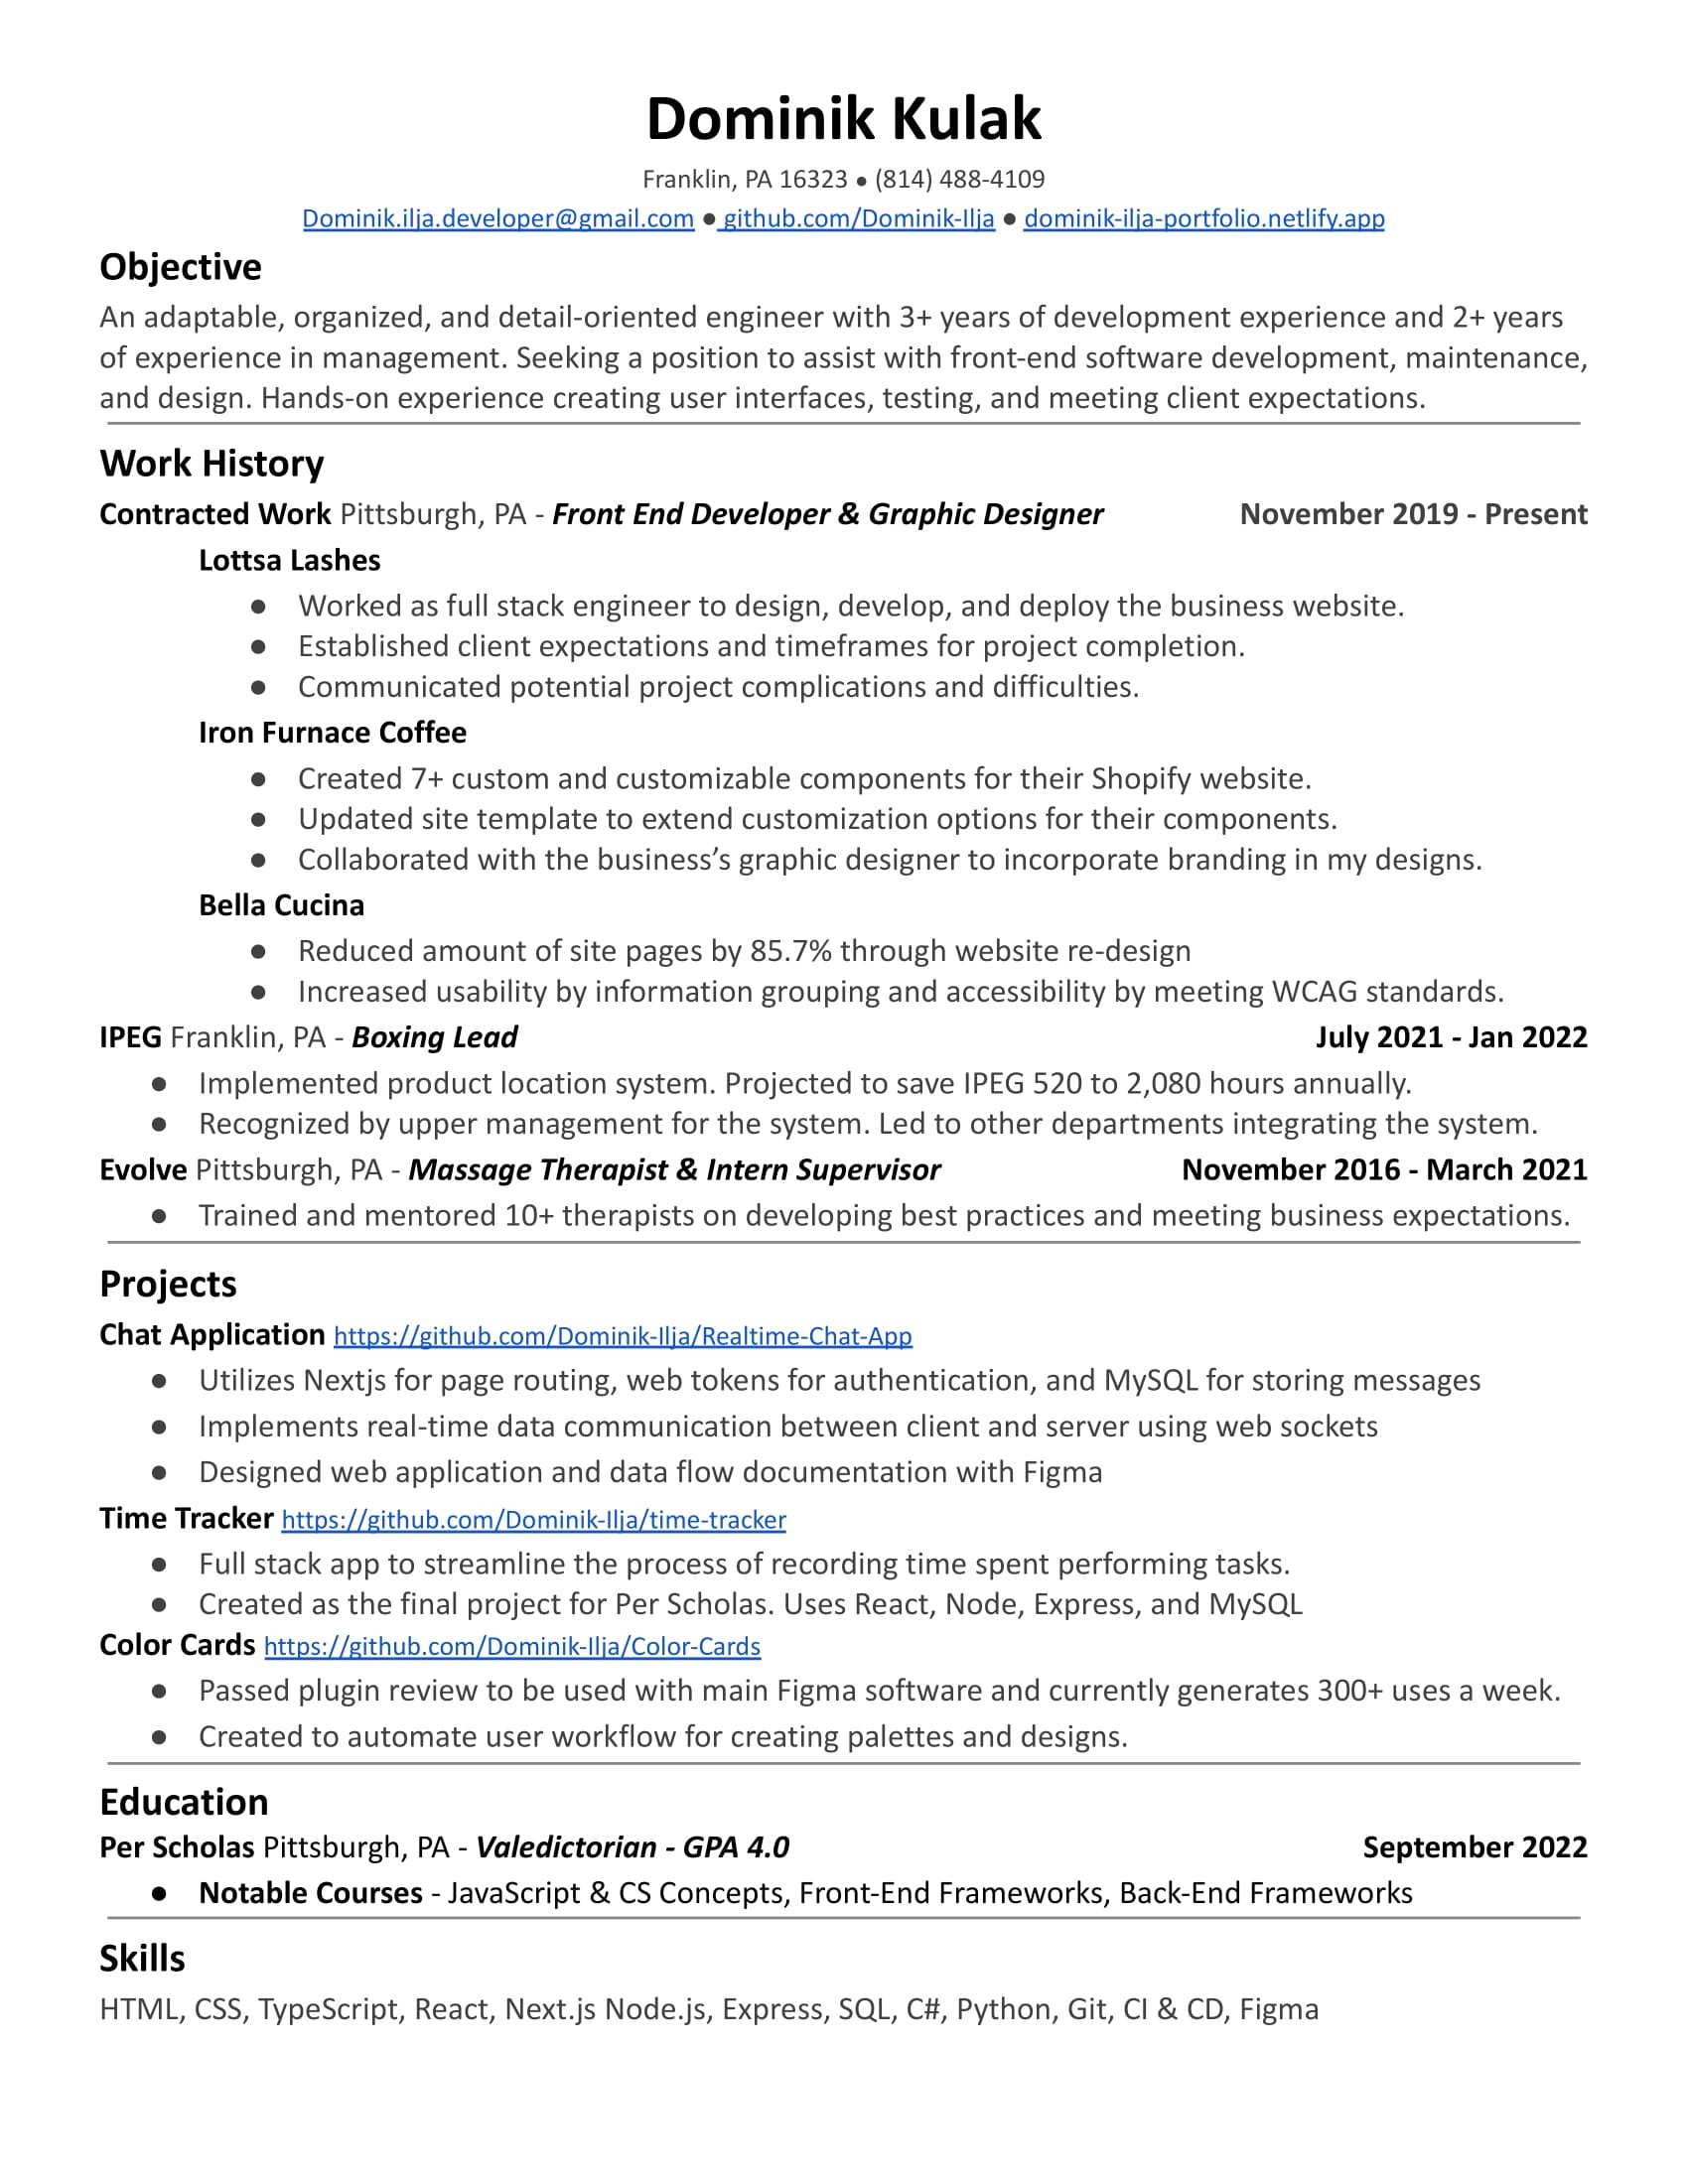 Dominik Kulak
Franklin, PA 16323 ● (814) 488-4109
Dominik.ilja.developer@gmail.com ● github.com/Dominik-Ilja ● dominik-ilja-portfolio.netlify.app
Objective
An adaptable, organized, and detail-oriented engineer with 3+ years of development experience and 2+ years
of experience in management. Seeking a position to assist with front-end software development, maintenance,
and design. Hands-on experience creating user interfaces, testing, and meeting client expectations.
Work History
Contracted Work Pittsburgh, PA - Front End Developer & Graphic Designer November 2019 - Present
Lottsa Lashes
● Worked as full stack engineer to design, develop, and deploy the business website.
● Established client expectations and timeframes for project completion.
● Communicated potential project complications and difficulties.
Iron Furnace Coffee
● Created 7+ custom and customizable components for their Shopify website.
● Updated site template to extend customization options for their components.
● Collaborated with the business’s graphic designer to incorporate branding in my designs.
Bella Cucina
● Reduced amount of site pages by 85.7% through website re-design
● Increased usability by information grouping and accessibility by meeting WCAG standards.
IPEG Franklin, PA - Boxing Lead July 2021 - Jan 2022
● Implemented product location system. Projected to save IPEG 520 to 2,080 hours annually.
● Recognized by upper management for the system. Led to other departments integrating the system.
Evolve Pittsburgh, PA - Massage Therapist & Intern Supervisor November 2016 - March 2021
● Trained and mentored 10+ therapists on developing best practices and meeting business expectations.
Projects
Chat Application https://github.com/Dominik-Ilja/Realtime-Chat-App
● Utilizes Nextjs for page routing, web tokens for authentication, and MySQL for storing messages
● Implements real-time data communication between client and server using web sockets
● Designed web application and data flow documentation with Figma
Time Tracker https://github.com/Dominik-Ilja/time-tracker
● Full stack app to streamline the process of recording time spent performing tasks.
● Created as the final project for Per Scholas. Uses React, Node, Express, and MySQL
Color Cards https://github.com/Dominik-Ilja/Color-Cards
● Passed plugin review to be used with main Figma software and currently generates 300+ uses a week.
● Created to automate user workflow for creating palettes and designs.
Education
Per Scholas Pittsburgh, PA - Valedictorian - GPA 4.0 September 2022
● Notable Courses - JavaScript & CS Concepts, Front-End Frameworks, Back-End Frameworks
Skills
HTML, CSS, TypeScript, React, Next.js Node.js, Express, SQL, C#, Python, Git, CI & CD, Figma